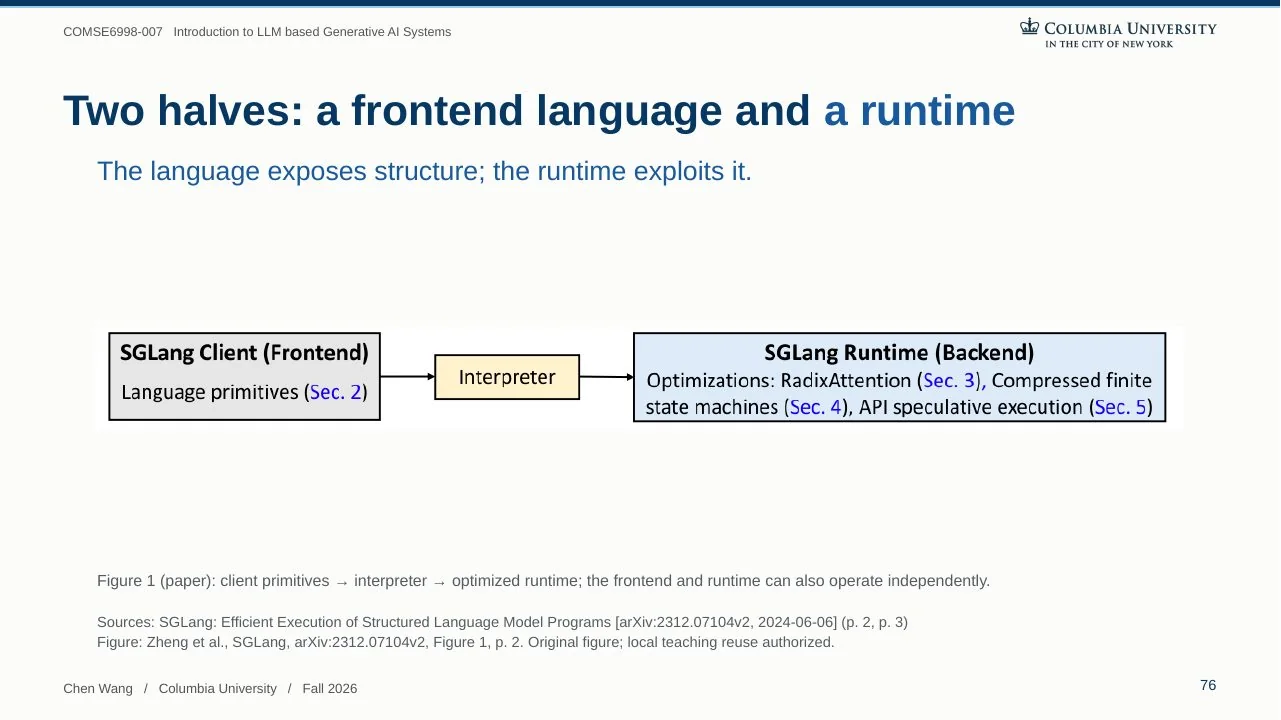 COMSE6998-007 Introduction to LLM based Generative AI Systems
COLUMBIA UNIVERSITY
IN THE CITY OF NEW YORK
Two halves: a frontend language and a runtime
The language exposes structure; the runtime exploits it.
SGLang Client (Frontend)
Language primitives (Sec. 2)
Interpreter
SGLang Runtime (Backend)
Optimizations: RadixAttention (Sec. 3), Compressed finite
state machines (Sec. 4), API speculative execution (Sec. 5)
Figure 1 (paper): client primitives → interpreter → optimized runtime; the frontend and runtime can also operate independently.
Sources: SGLang: Efficient Execution of Structured Language Model Programs [arXiv:2312.07104v2, 2024-06-06] (p. 2, p. 3)
Figure: Zheng et al., SGLang, arXiv:2312.07104v2, Figure 1, p. 2. Original figure; local teaching reuse authorized.
Chen Wang / Columbia University / Fall 2026
76